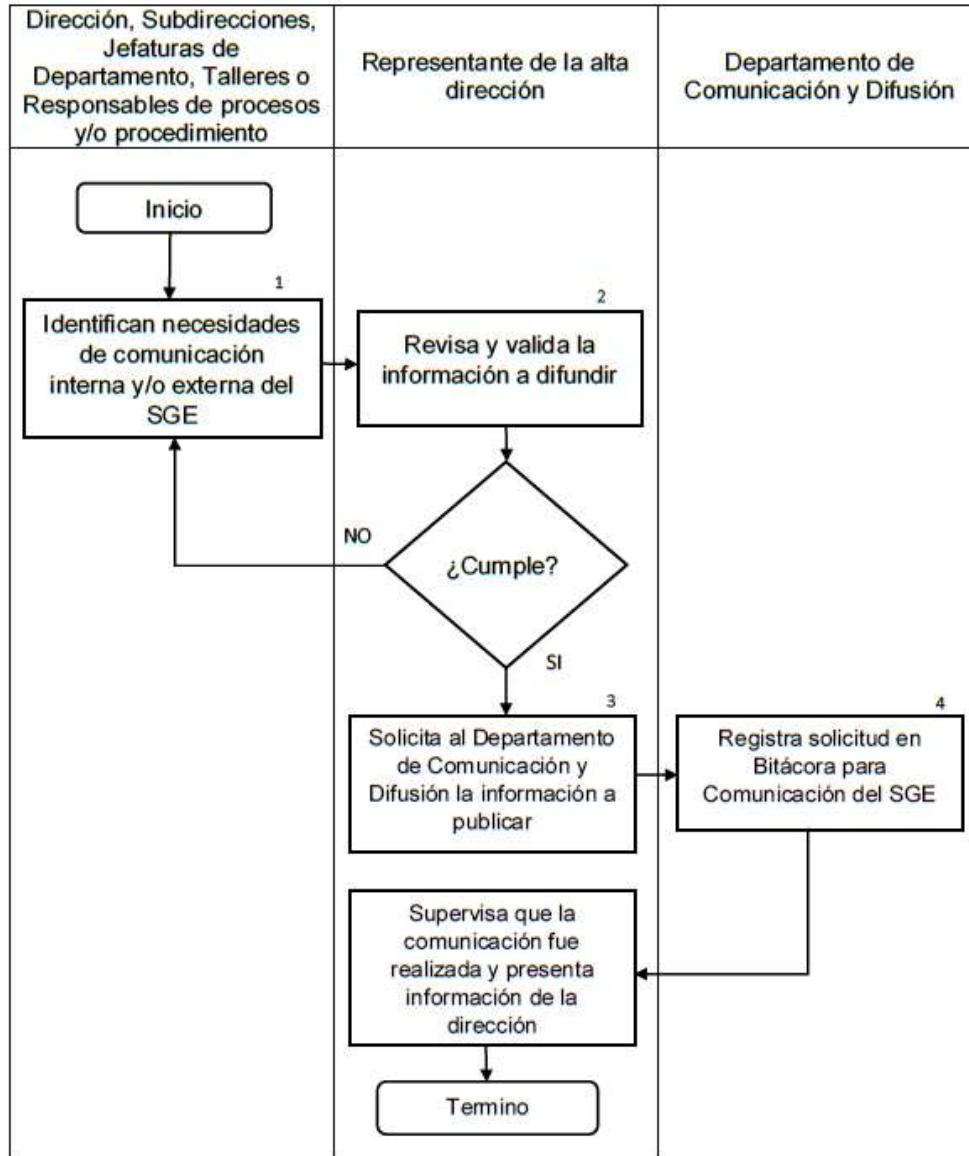 Dirección, Subdirecciones,
Jefaturas de
Departamento, Talleres o
Responsables de procesos
y/o procedimiento
Representante de la alta
dirección
Departamento de
Comunicación y Difusión
Inicio
1
Identifican necesidades
de comunicación
interna y/o externa del
SGE
2
Revisa y valida la
información a difundir
NO
¿Cumple?
SI
3
Solicita al Departamento
de Comunicación y
Difusión la información a
publicar
4
Registra solicitud en
Bitácora para
Comunicación del SGE
Supervisa que la
comunicación fue
realizada y presenta
información de la
dirección
Termino